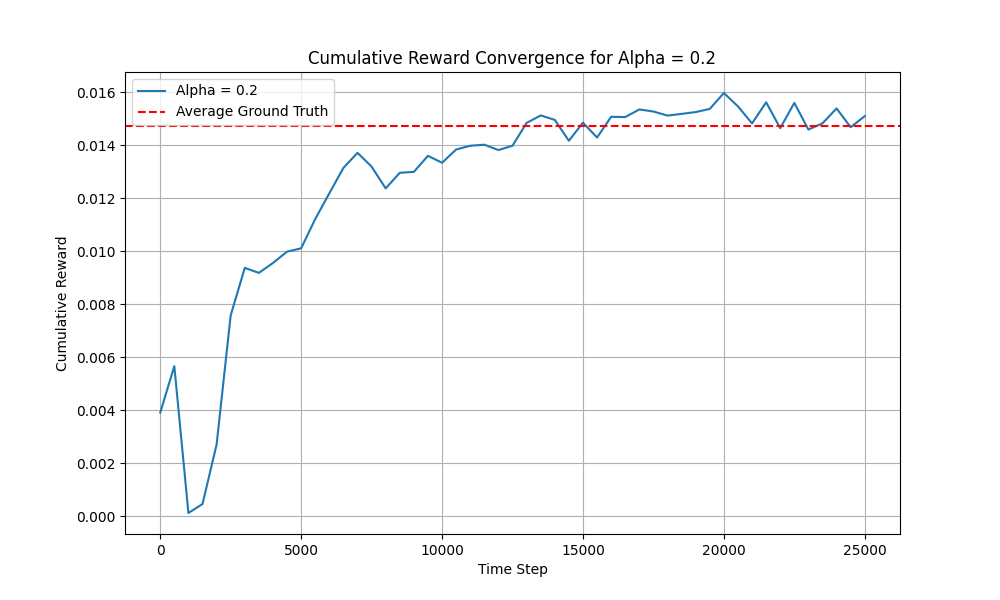 Cumulative Reward Convergence for Alpha = 0.2
Alpha = 0.2
Average Ground Truth
Cumulative Reward
0.016
0.014
0.012
0.010
0.008
0.006
0.004
0.002
0.000
0 5000 10000 15000 20000 25000
Time Step